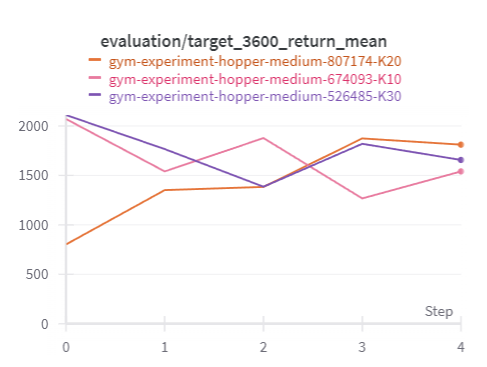 evaluation/target_3600_return_mean
gym-experiment-hopper-medium-807174-K20
gym-experiment-hopper-medium-674093-K10
gym-experiment-hopper-medium-526485-K30
2000
1500
1000
500
0
Step
0 1 2 3 4